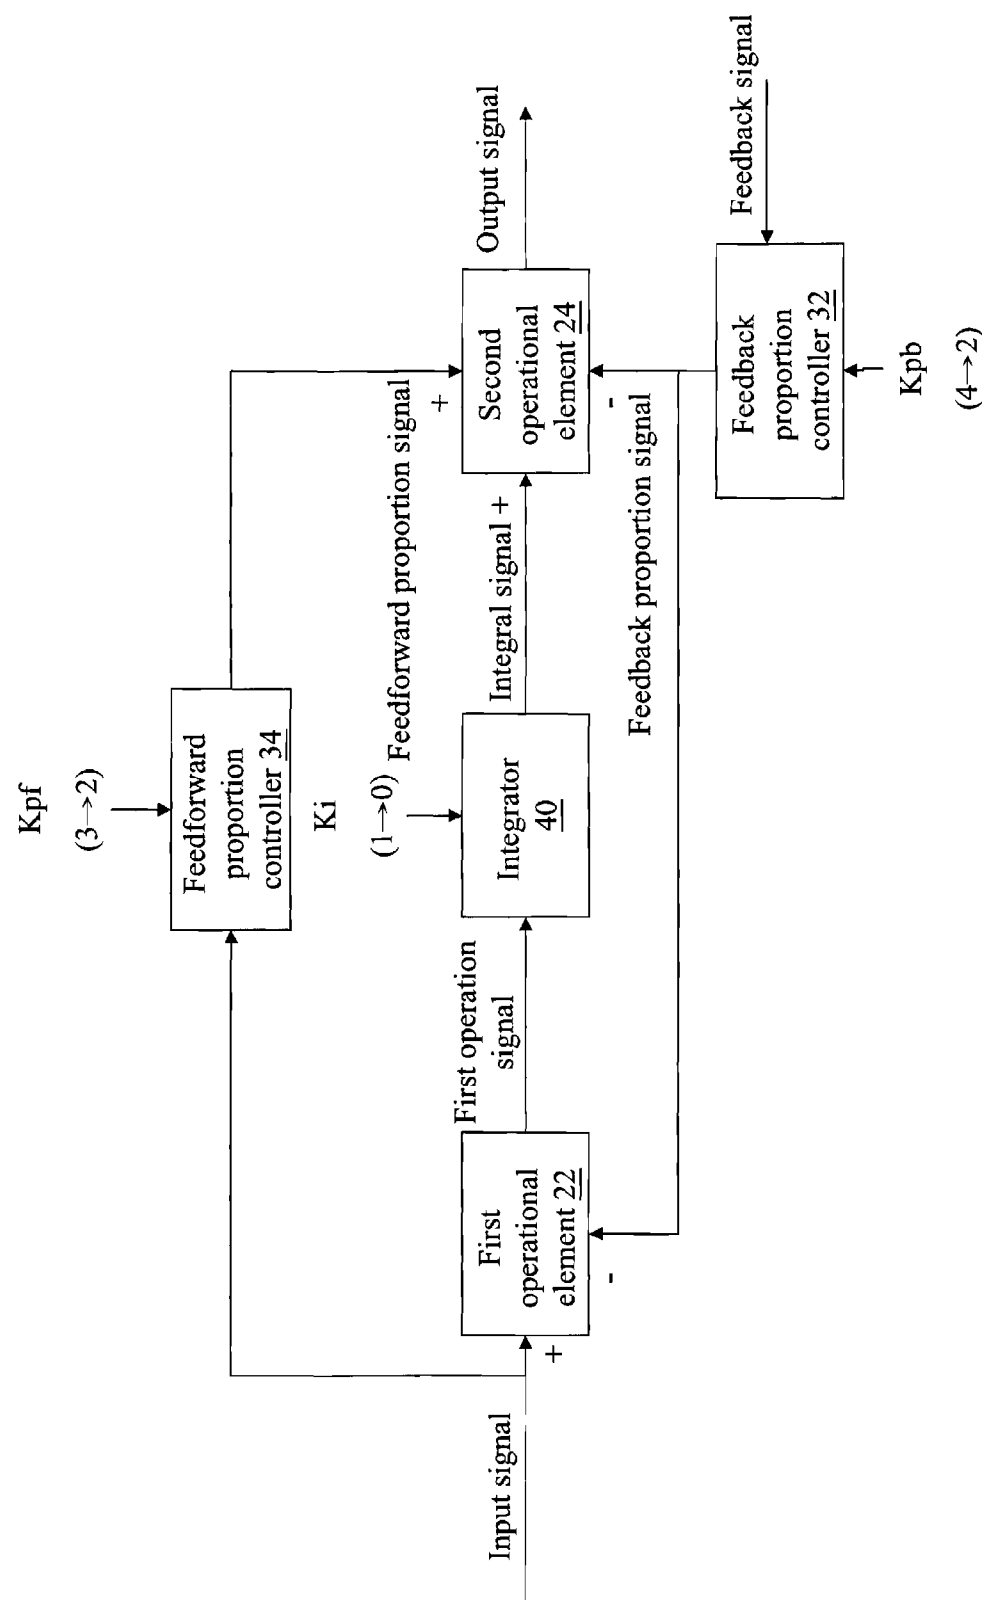 Kpf
(3→2)
Feedforward
proportion
controller 34
Ki
(1→0)
Feedforward proportion signal
+
Input signal
+
First
operational
element 22
-
First operation
signal
Integrator
40
Integral signal +
Second
operational
element 24
-
Output signal
Feedback proportion signal
Feedback signal
Feedback
proportion
controller 32
Kpb
(4→2)